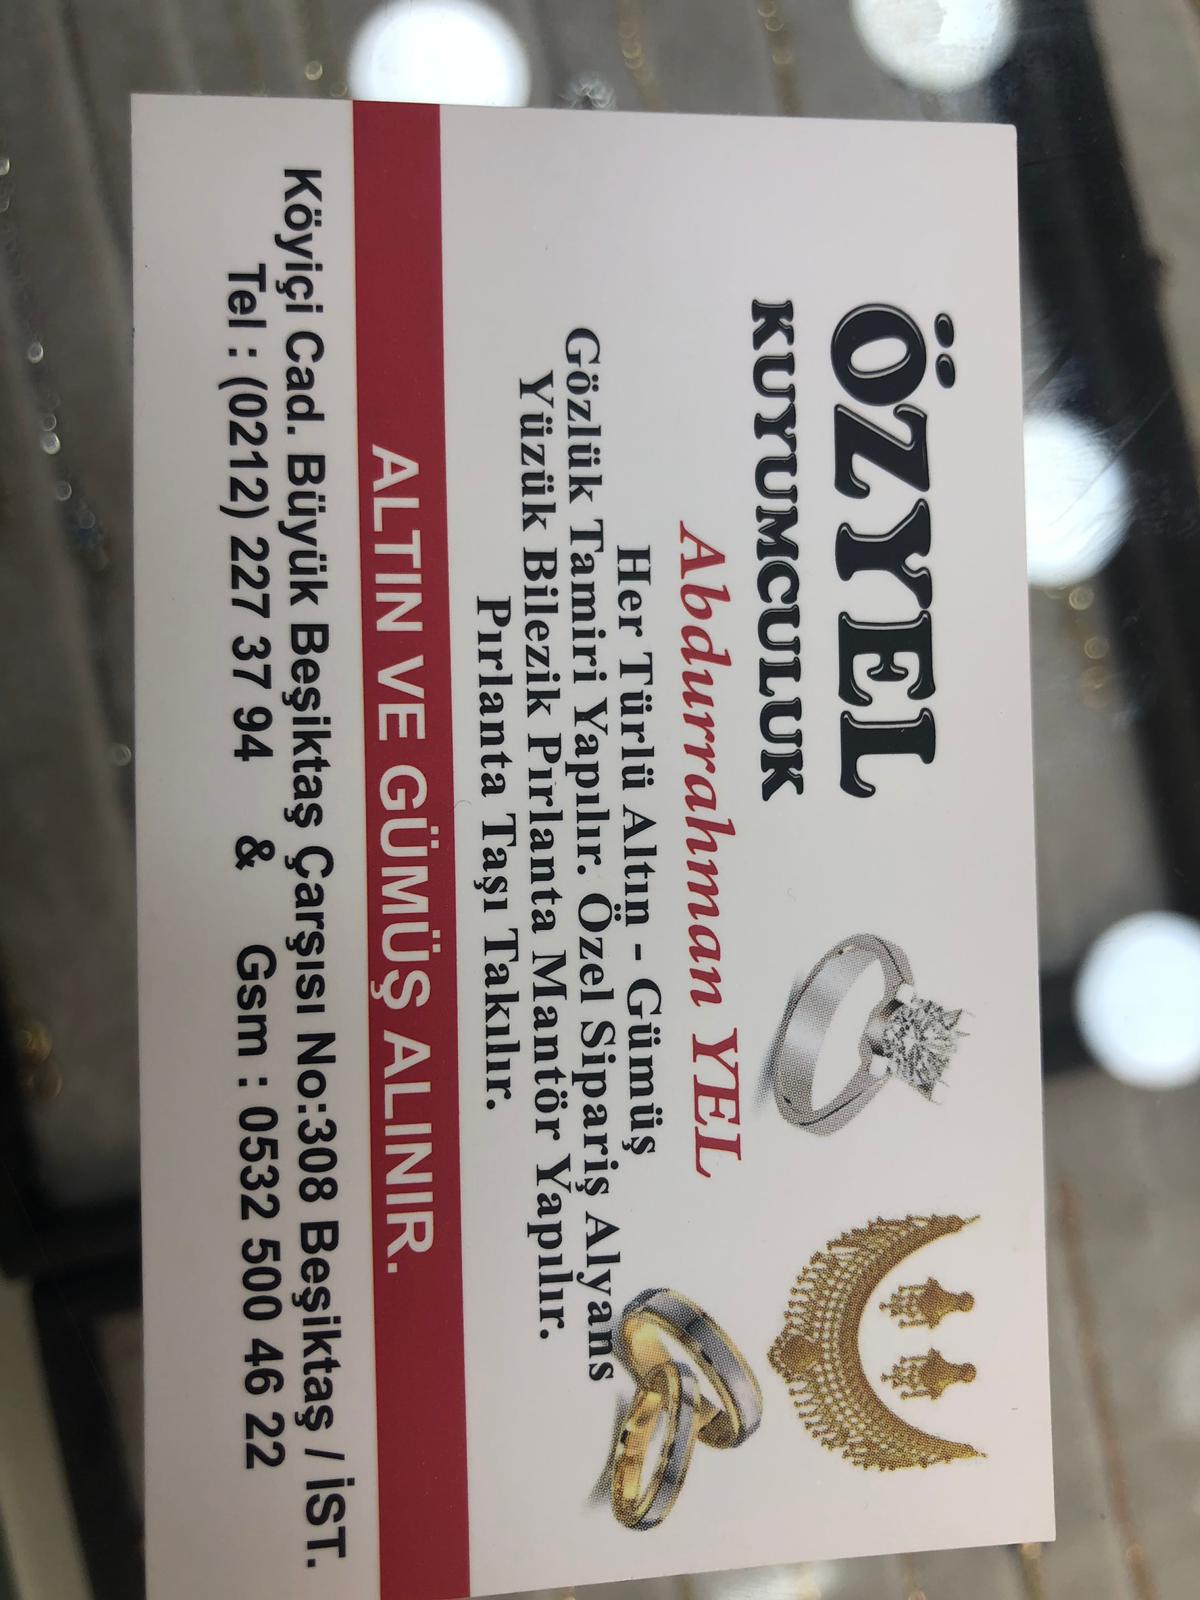 ÖZYEL
KUYUMCULUK
Abdurrahman YEL
Her Türlü Altın - Gümüş
Gözlük Tamiri Yapılır. Özel Sipariş Alyans
Yüzük Bilezik Pırlanta Mantör Yapılır.
Pırlanta Taşı Takılır.
ALTIN VE GÜMÜŞ ALINIR.
Köyiçi Cad. Büyük Beşiktaş Çarşısı No:308 Beşiktaş / İST.
Tel : (0212) 227 37 94 & Gsm : 0532 500 46 22